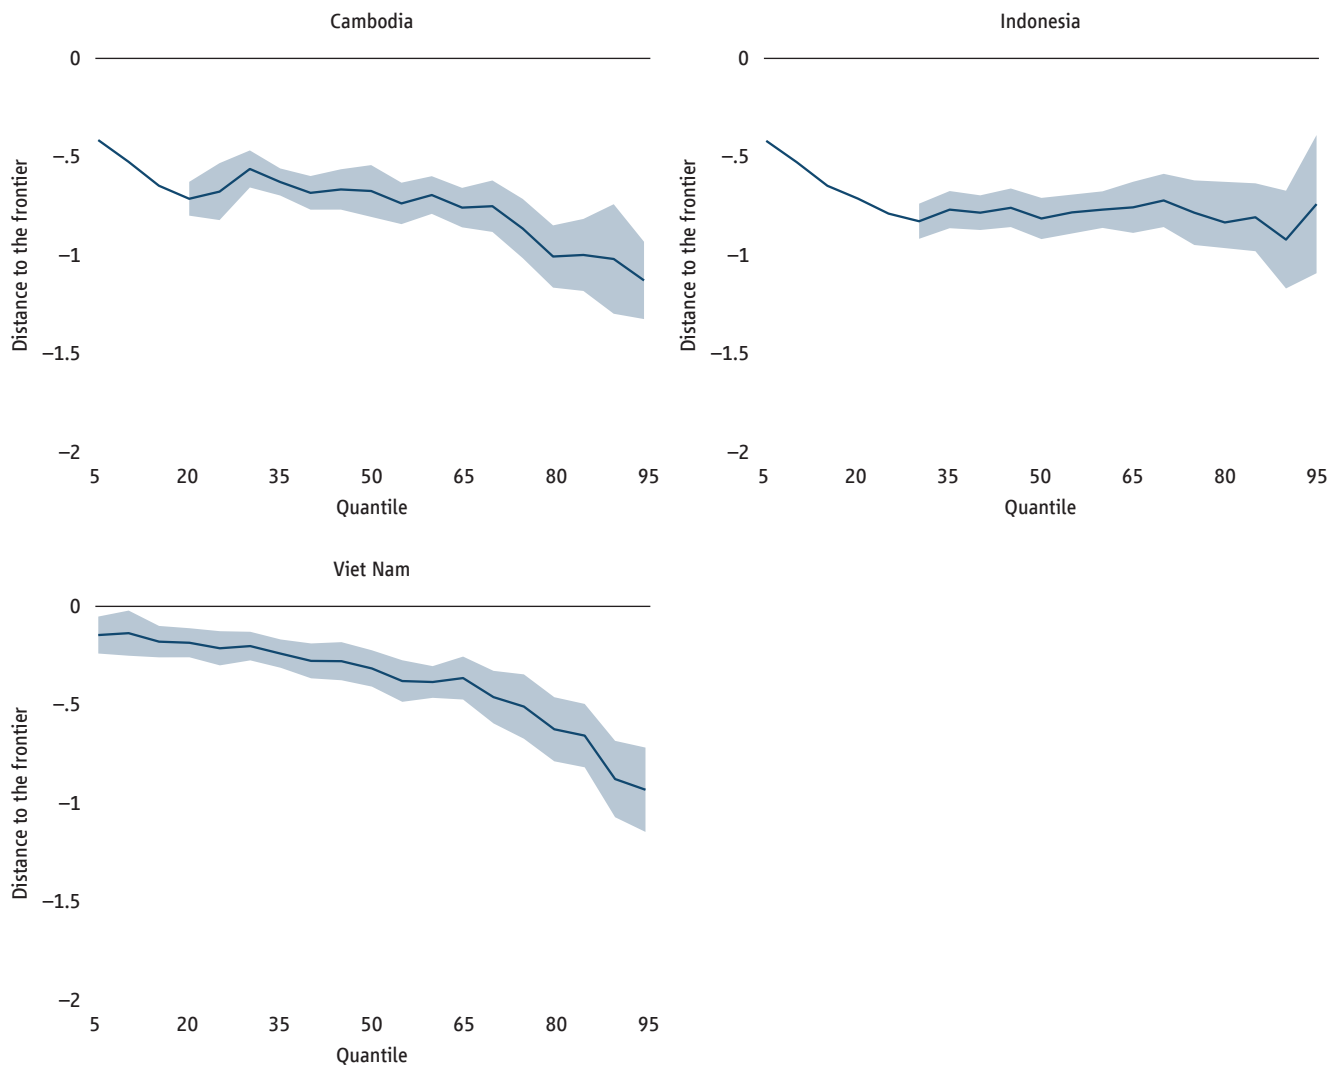 Cambodia
0
–.5
–1
–1.5
–2
Distance to the frontier
5 20 35 50 65 80 95
Quantile
Indonesia
0
–.5
–1
–1.5
–2
Distance to the frontier
5 20 35 50 65 80 95
Quantile
Viet Nam
0
–.5
–1
–1.5
–2
Distance to the frontier
5 20 35 50 65 80 95
Quantile